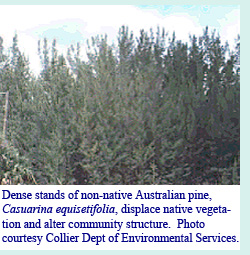 Dense stands of non-native Australian pine,
Casuarina equisetifolia, displace native vegeta-
tion and alter community structure.  Photo
courtesy Collier Dept of Environmental Services.